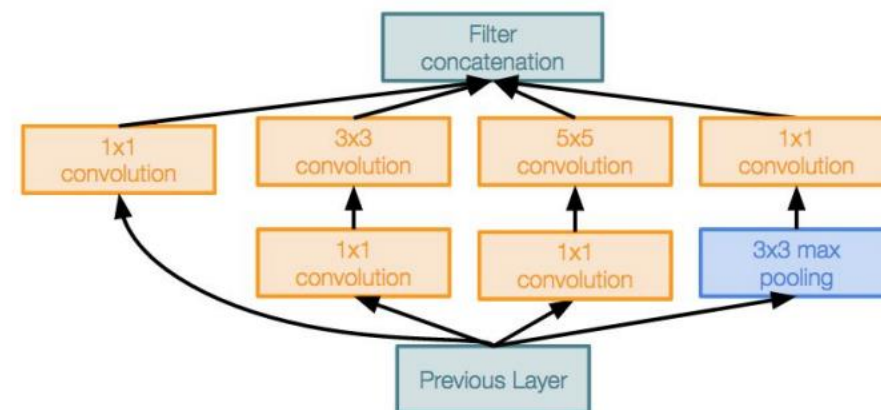 Filter
concatenation
1x1
convolution
3x3
convolution
5x5
convolution
1x1
convolution
1x1
convolution
1x1
convolution
3x3 max
pooling
Previous Layer